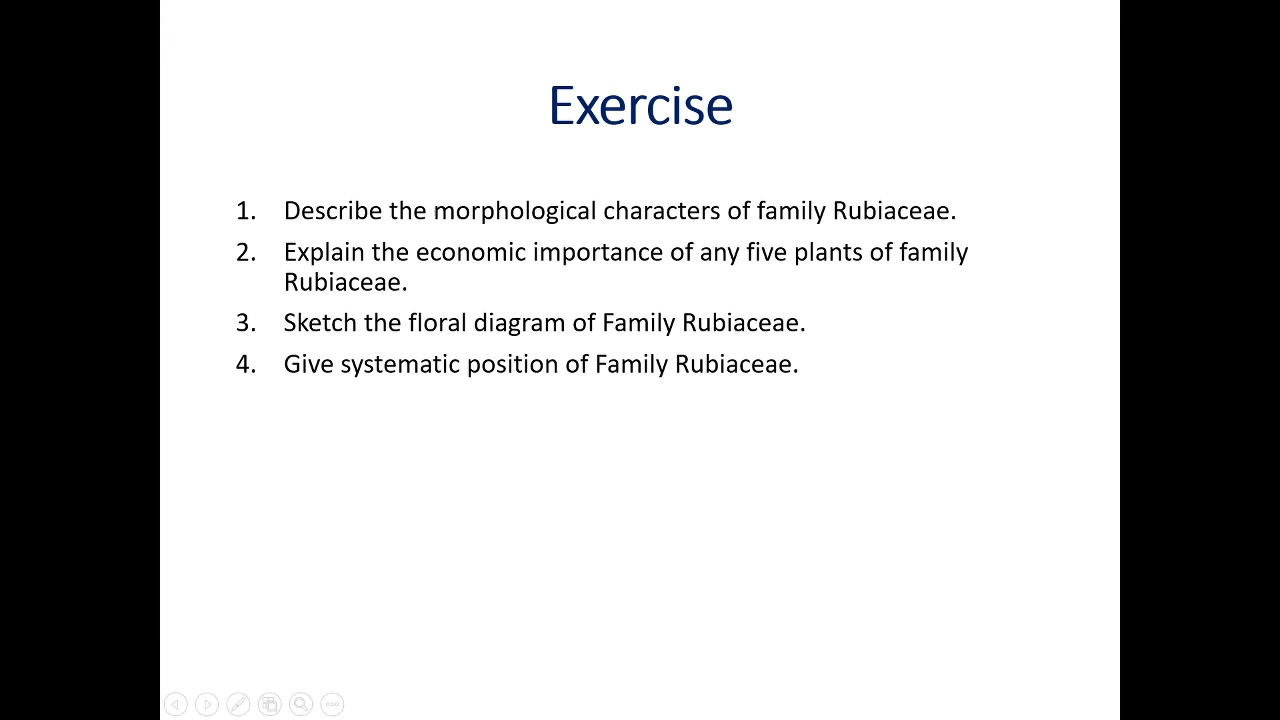 Exercise
1. Describe the morphological characters of family Rubiaceae.
2. Explain the economic importance of any five plants of family
Rubiaceae.
3. Sketch the floral diagram of Family Rubiaceae.
4. Give systematic position of Family Rubiaceae.